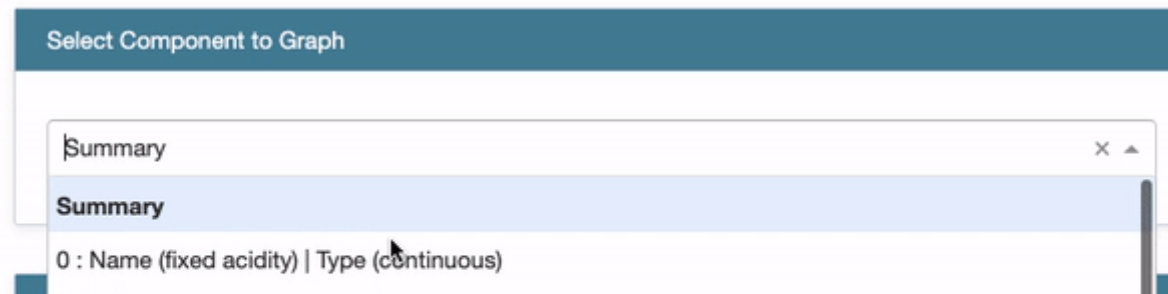 Select Component to Graph
Summary
Summary
0 : Name (fixed acidity) | Type (continuous)